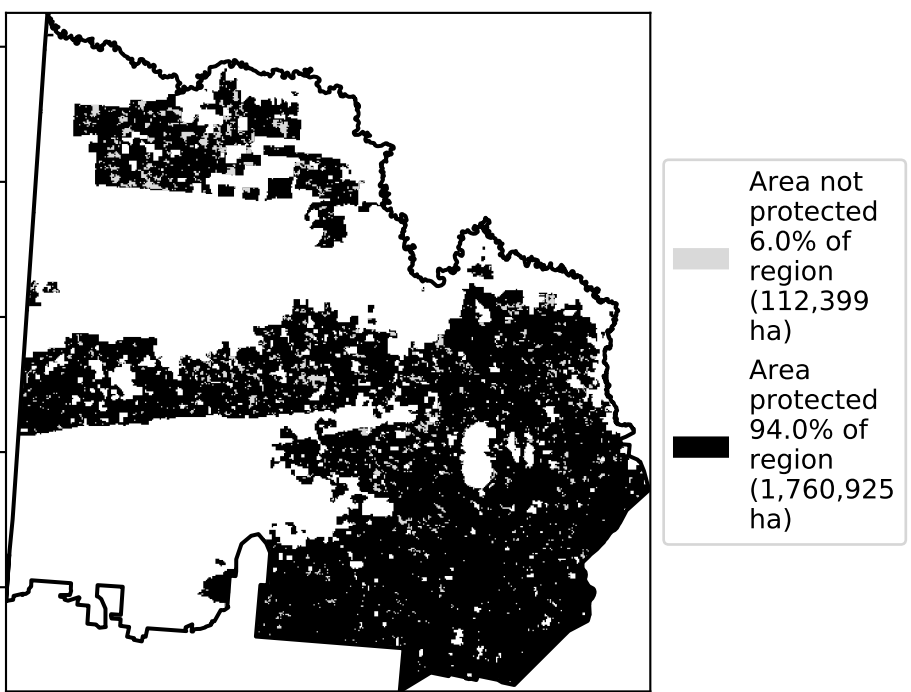 Area not
protected
6.0% of
region
(112,399
ha)
Area
protected
94.0% of
region
(1,760,925
ha)